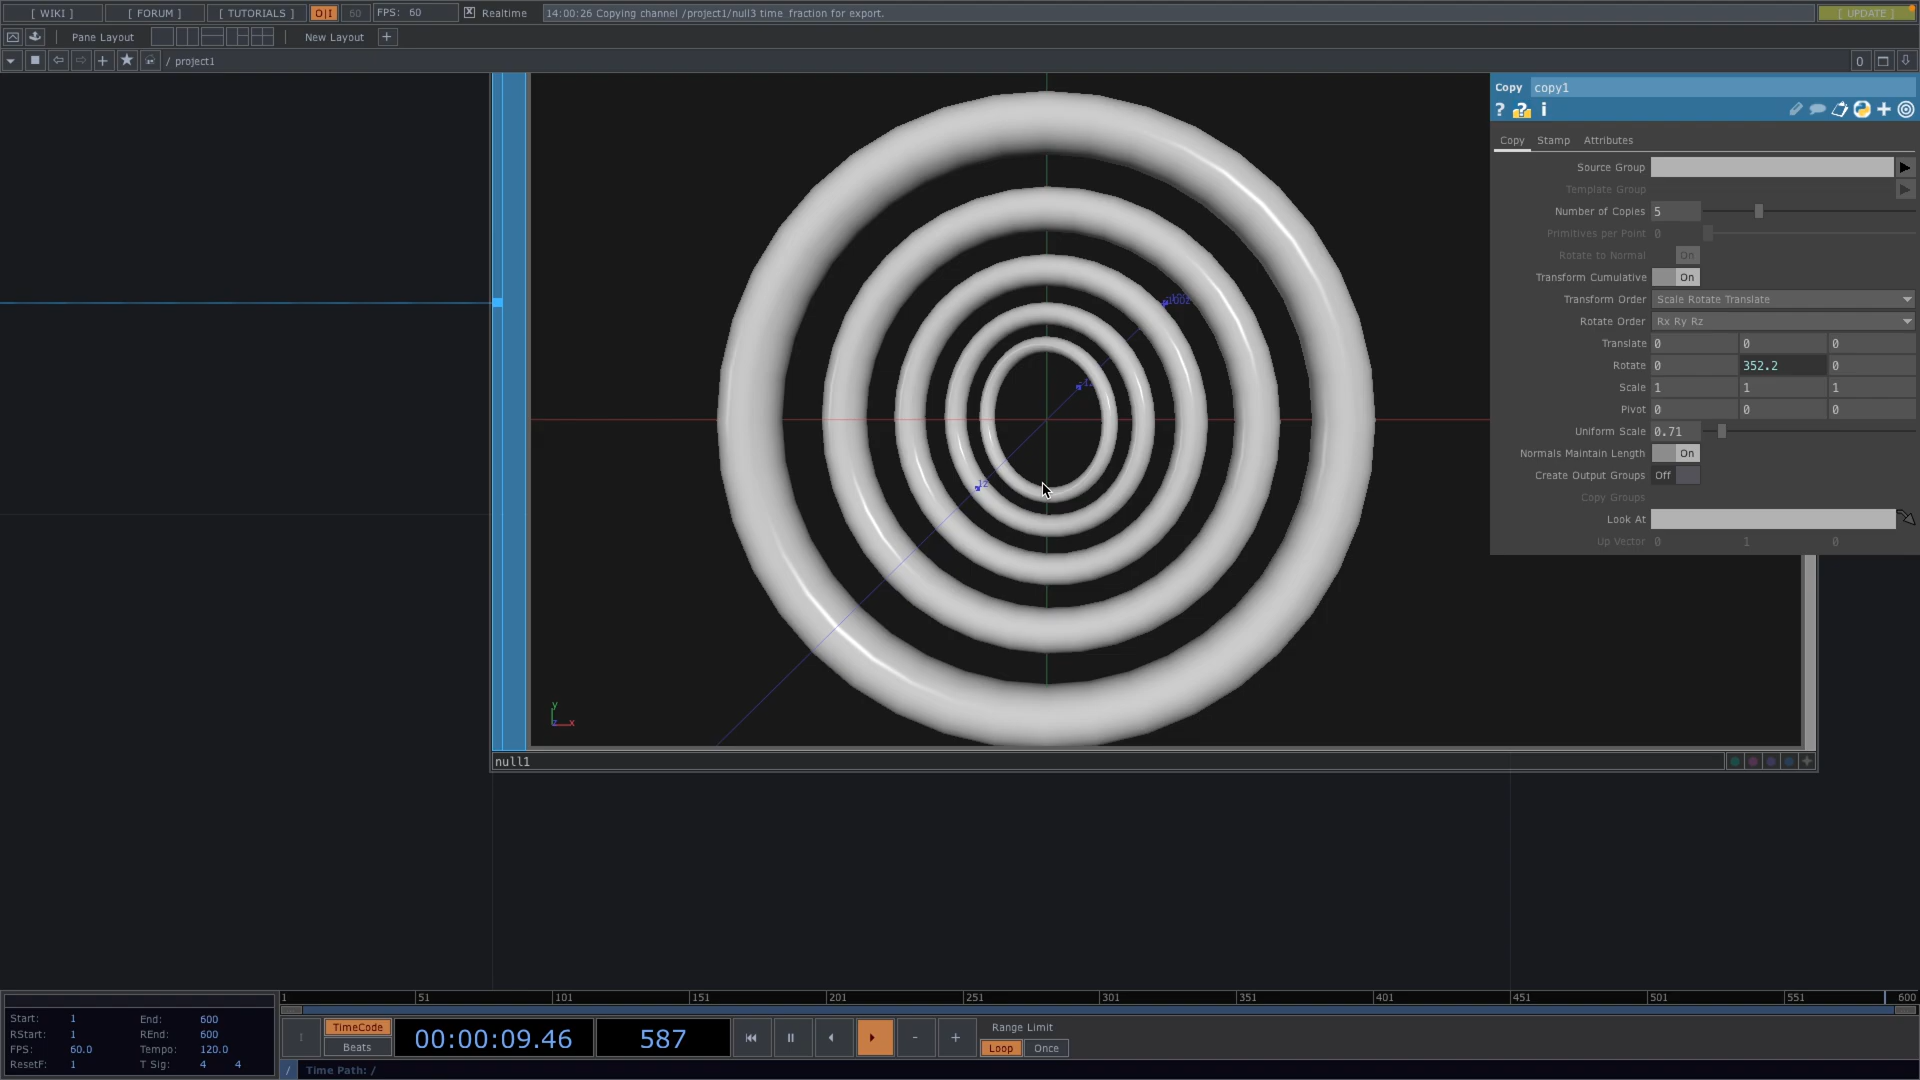 [ WIKI ] [ FORUM ] [ TUTORIALS ] O|I 60 FPS: 60 Realtime 14:00:26 Copying channel /project1/null3 time_fraction for export. [ UPDATE ]
Pane Layout New Layout +
/ project1 0
Copy copy1
? ? i
Copy Stamp Attributes
Source Group
Template Group
Number of Copies 5
Primitives per Point 0
Rotate to Normal On
Transform Cumulative On
Transform Order Scale Rotate Translate
Rotate Order Rx Ry Rz
Translate 0 0 0
Rotate 0 352.2 0
Scale 1 1 1
Pivot 0 0 0
Uniform Scale 0.71
Normals Maintain Length On
Create Output Groups Off
Copy Groups
Look At
Up Vector 0 1 0
12
y
z x
null1
1 51 101 151 201 251 301 351 401 451 501 551 600
Start: 1 End: 600
RStart: 1 REnd: 600
FPS: 60.0 Tempo: 120.0
ResetF: 1 T Sig: 4 4
TimeCode
Beats
00:00:09.46 587
- +
Range Limit
Loop Once
/ Time Path: /